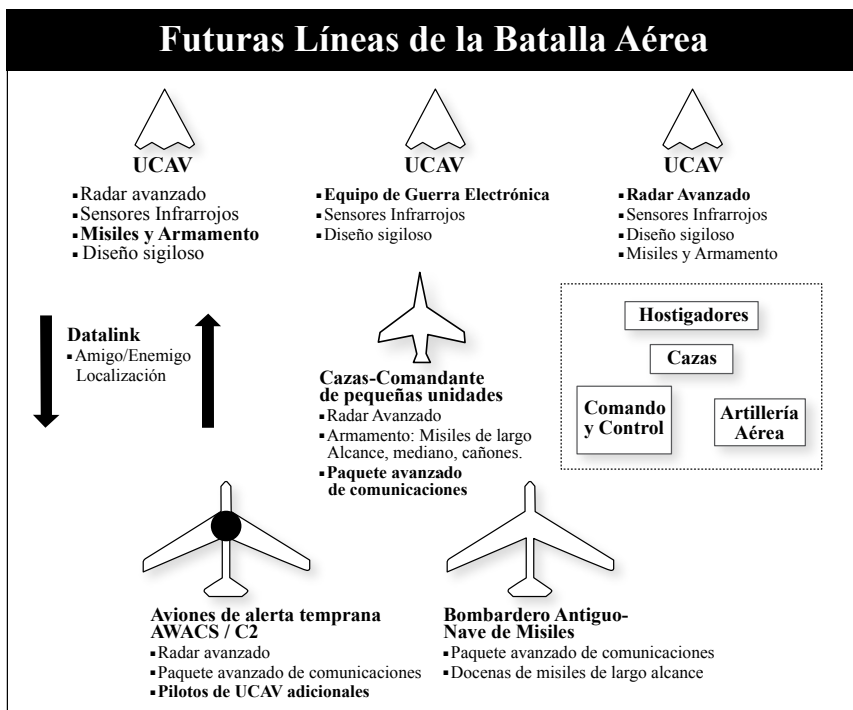 Futuras Líneas de la Batalla Aérea
UCAV
▪Radar avanzado
▪Sensores Infrarrojos
▪Misiles y Armamento
▪Diseño sigiloso
UCAV
▪Equipo de Guerra Electrónica
▪Sensores Infrarrojos
▪Diseño sigiloso
UCAV
▪Radar Avanzado
▪Sensores Infrarrojos
▪Diseño sigiloso
▪Misiles y Armamento
Datalink
▪Amigo/Enemigo
Localización
Cazas-Comandante
de pequeñas unidades
▪Radar Avanzado
▪Armamento: Misiles de largo
Alcance, mediano, cañones.
▪Paquete avanzado
de comunicaciones
Hostigadores
Cazas
Comando
y Control
Artillería
Aérea
Aviones de alerta temprana
AWACS / C2
▪Radar avanzado
▪Paquete avanzado de comunicaciones
▪Pilotos de UCAV adicionales
Bombardero Antiguo-
Nave de Misiles
▪Paquete avanzado de comunicaciones
▪Docenas de misiles de largo alcance